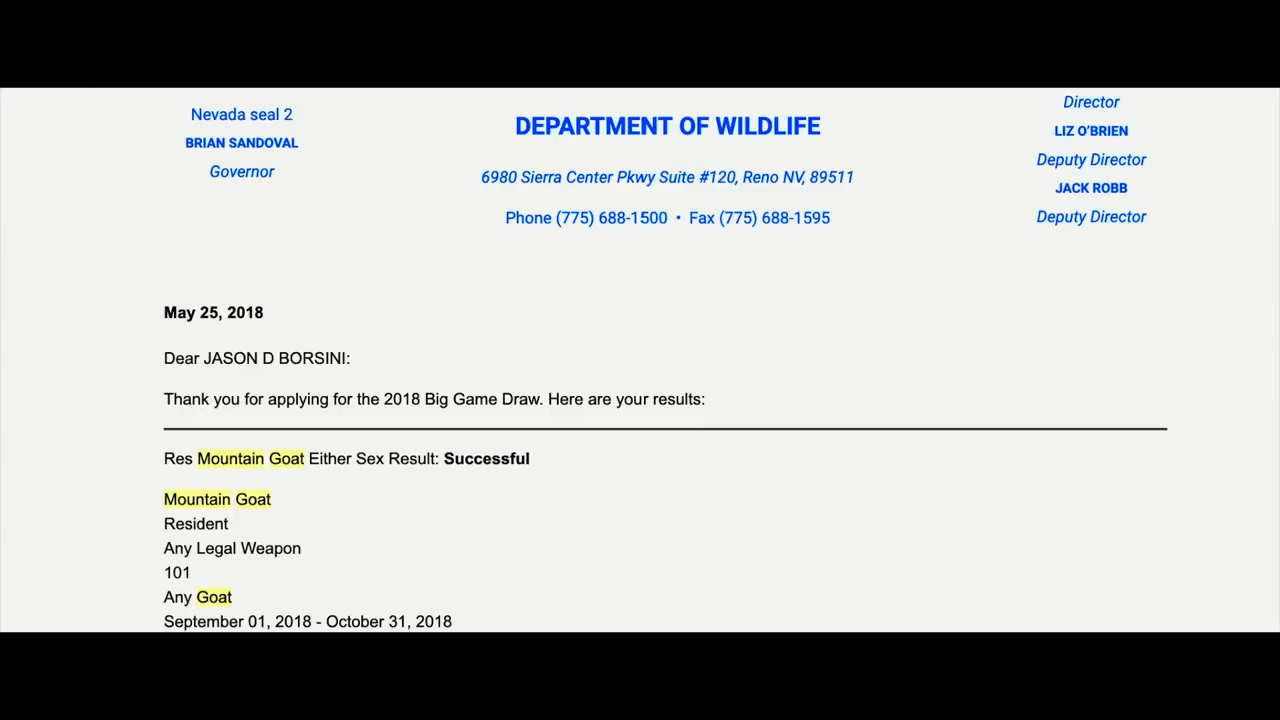 Nevada seal 2
BRIAN SANDOVAL
Governor
DEPARTMENT OF WILDLIFE
6980 Sierra Center Pkwy Suite #120, Reno NV, 89511
Phone (775) 688-1500 • Fax (775) 688-1595
Director
LIZ O'BRIEN
Deputy Director
JACK ROBB
Deputy Director
May 25, 2018
Dear JASON D BORSINI:
Thank you for applying for the 2018 Big Game Draw. Here are your results:
Res Mountain Goat Either Sex Result: Successful
Mountain Goat
Resident
Any Legal Weapon
101
Any Goat
September 01, 2018 - October 31, 2018